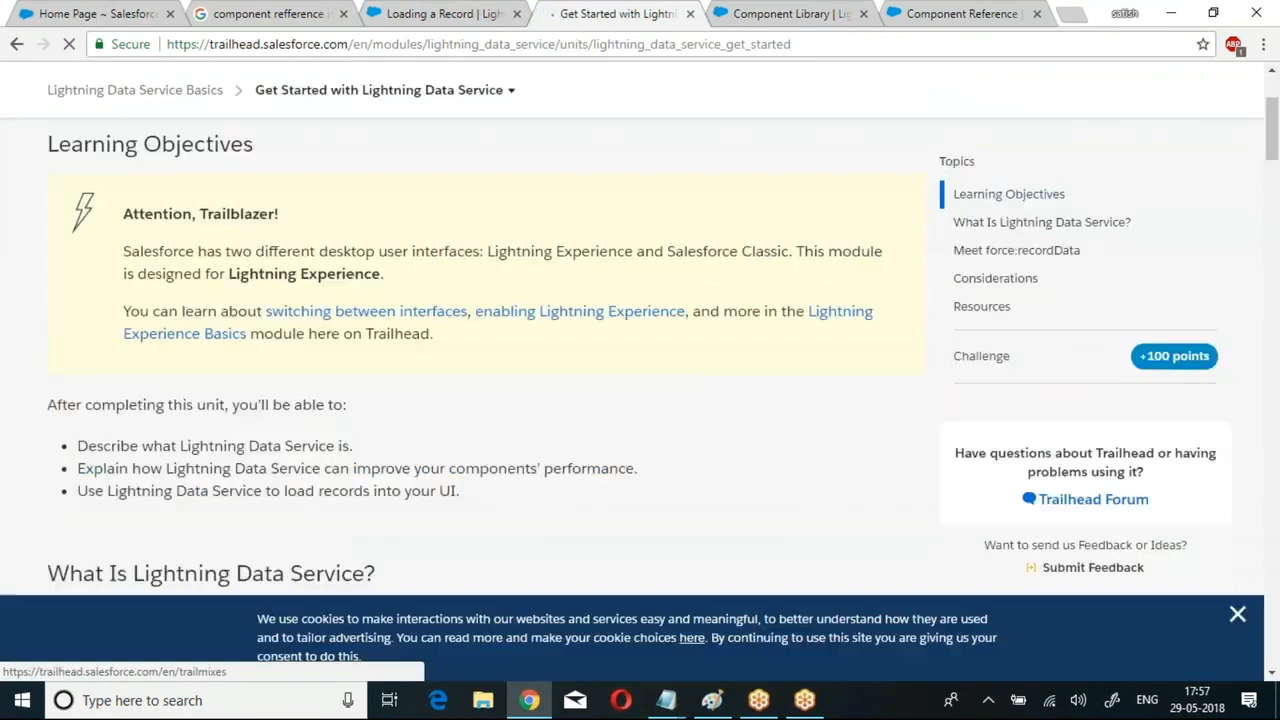 Home Page ~ Salesforc
component refference i
Loading a Record | Ligh
Get Started with Lightni
Component Library | Lig
Component Reference |
satish
Secure
https://trailhead.salesforce.com/en/modules/lightning_data_service/units/lightning_data_service_get_started
ABP
1
Lightning Data Service Basics
Get Started with Lightning Data Service
Learning Objectives
Attention, Trailblazer!
Salesforce has two different desktop user interfaces: Lightning Experience and Salesforce Classic. This module
is designed for Lightning Experience.
You can learn about switching between interfaces, enabling Lightning Experience, and more in the Lightning
Experience Basics module here on Trailhead.
After completing this unit, you'll be able to:
• Describe what Lightning Data Service is.
• Explain how Lightning Data Service can improve your components' performance.
• Use Lightning Data Service to load records into your UI.
What Is Lightning Data Service?
Topics
Learning Objectives
What Is Lightning Data Service?
Meet force:recordData
Considerations
Resources
Challenge
+100 points
Have questions about Trailhead or having
problems using it?
Trailhead Forum
Want to send us Feedback or Ideas?
Submit Feedback
We use cookies to make interactions with our websites and services easy and meaningful, to better understand how they are used
and to tailor advertising. You can read more and make your cookie choices here. By continuing to use this site you are giving us your
consent to do this.
https://trailhead.salesforce.com/en/trailmixes
Type here to search
ENG
17:57
29-05-2018